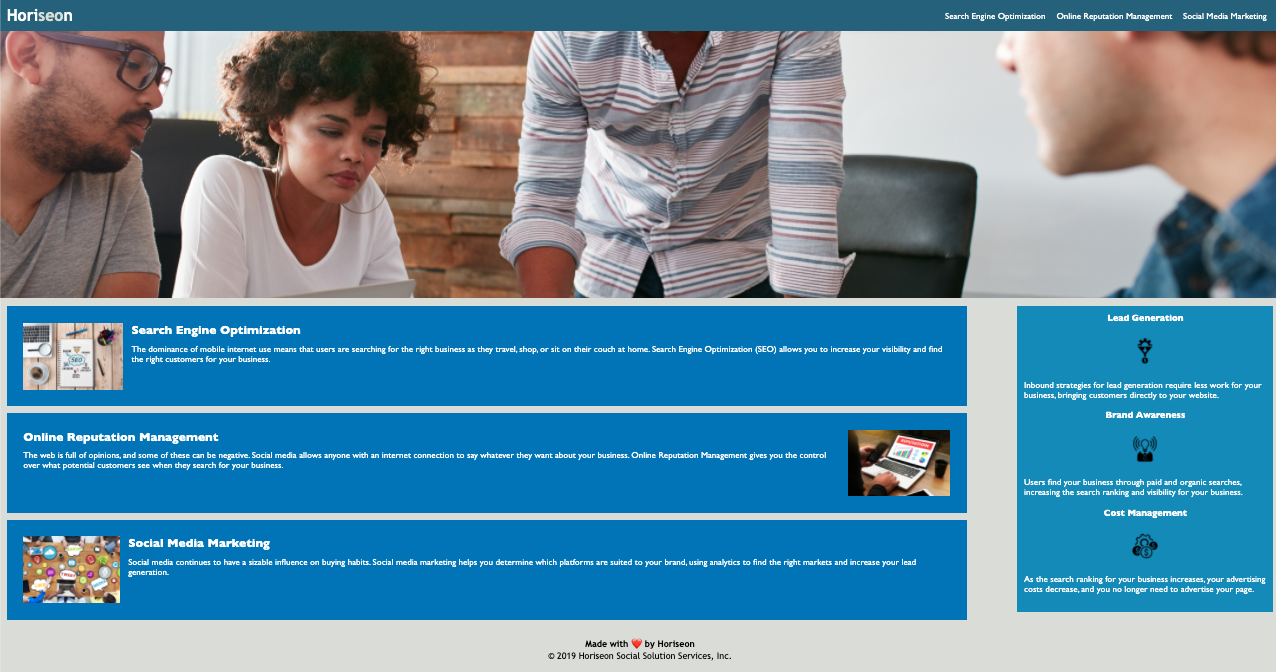 Horiseon
Search Engine Optimization Online Reputation Management Social Media Marketing
Search Engine Optimization
The dominance of mobile internet use means that users are searching for the right business as they travel, shop, or sit on their couch at home. Search Engine Optimization (SEO) allows you to increase your visibility and find
the right customers for your business.
Online Reputation Management
The web is full of opinions, and some of these can be negative. Social media allows anyone with an internet connection to say whatever they want about your business. Online Reputation Management gives you the control
over what potential customers see when they search for your business.
Social Media Marketing
Social media continues to have a sizable influence on buying habits. Social media marketing helps you determine which platforms are suited to your brand, using analytics to find the right markets and increase your lead
generation.
Lead Generation
Inbound strategies for lead generation require less work for your
business, bringing customers directly to your website.
Brand Awareness
Users find your business through paid and organic searches,
increasing the search ranking and visibility for your business.
Cost Management
As the search ranking for your business increases, your advertising
costs decrease, and you no longer need to advertise your page.
Made with ❤️ by Horiseon
© 2019 Horiseon Social Solution Services, Inc.